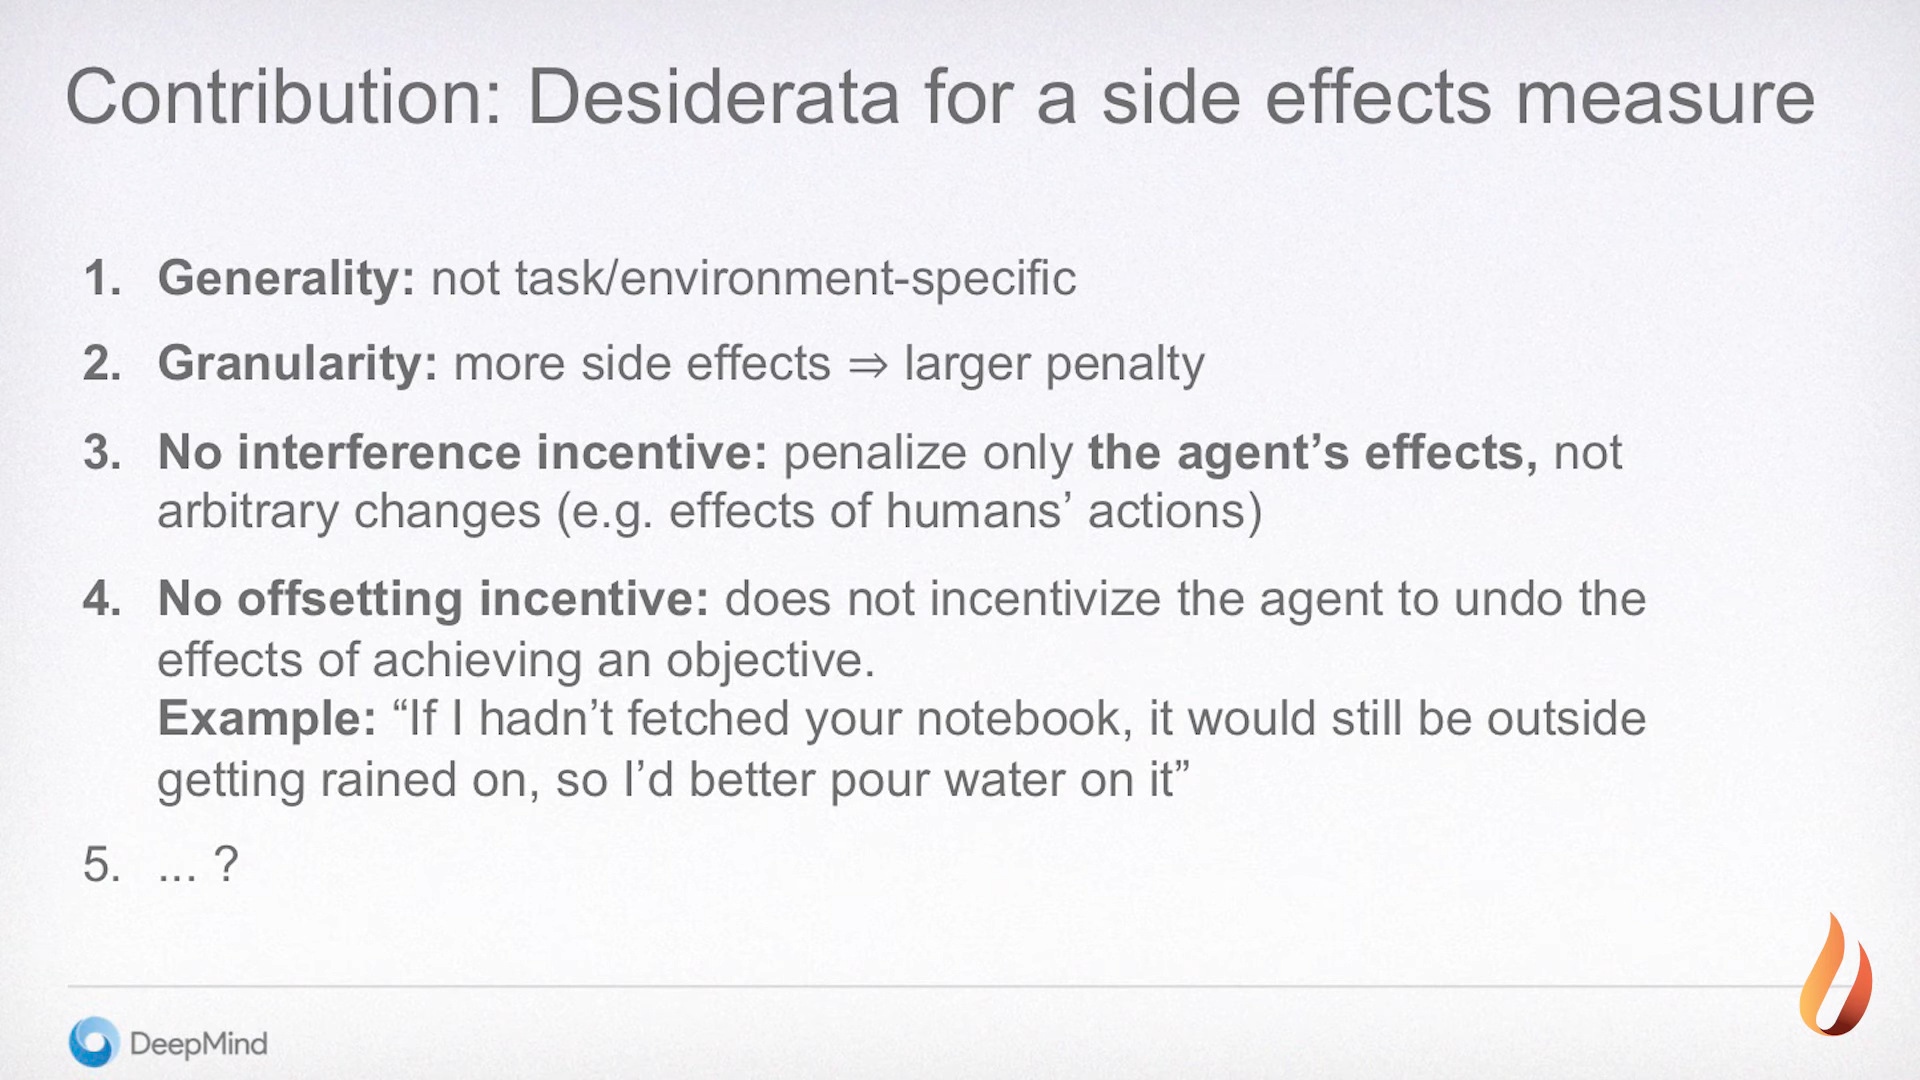 Contribution: Desiderata for a side effects measure
1. Generality: not task/environment-specific
2. Granularity: more side effects ⇒ larger penalty
3. No interference incentive: penalize only the agent’s effects, not
arbitrary changes (e.g. effects of humans’ actions)
4. No offsetting incentive: does not incentivize the agent to undo the
effects of achieving an objective.
Example: “If I hadn’t fetched your notebook, it would still be outside
getting rained on, so I’d better pour water on it”
5. ... ?
DeepMind